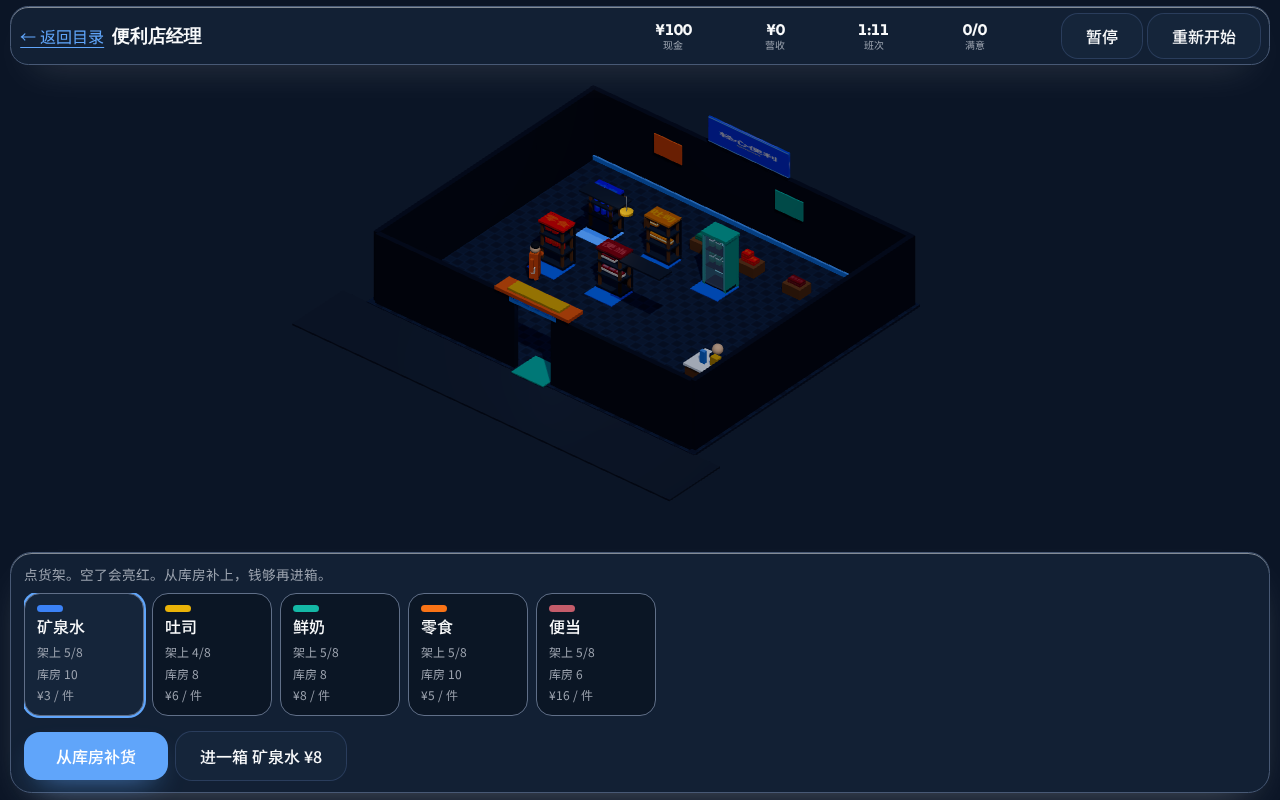 ← 返回目录 便利店经理
¥100 ¥0 1:11 0/0
现金 营收 班次 满意
暂停 重新开始
点货架。空了会亮红。从库房补上，钱够再进箱。
矿泉水
架上 5/8
库房 10
¥3 / 件
吐司
架上 4/8
库房 8
¥6 / 件
鲜奶
架上 5/8
库房 8
¥8 / 件
零食
架上 5/8
库房 10
¥5 / 件
便当
架上 5/8
库房 6
¥16 / 件
从库房补货 进一箱 矿泉水 ¥8